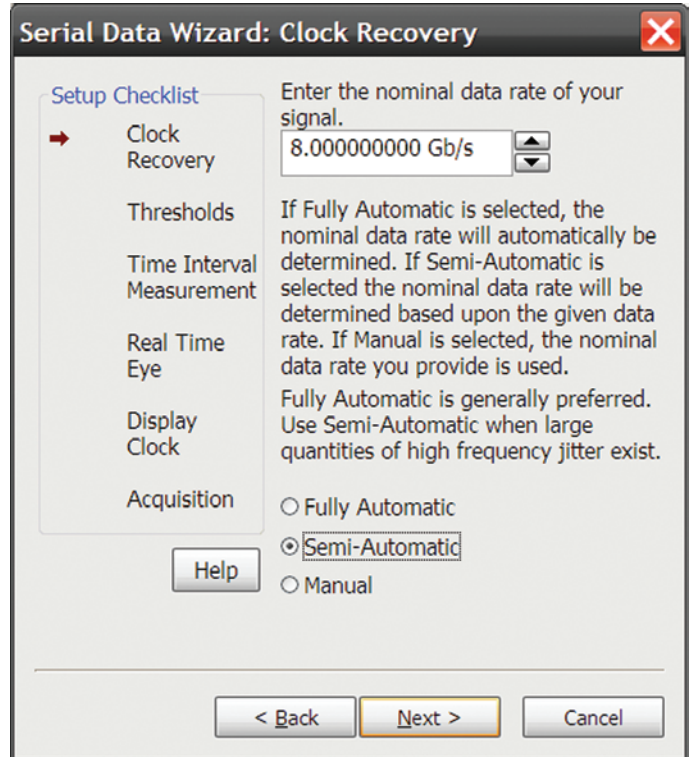 Serial Data Wizard: Clock Recovery
Setup Checklist
Clock
Recovery
Thresholds
Time Interval
Measurement
Real Time
Eye
Display
Clock
Acquisition
Help
Enter the nominal data rate of your
signal.
8.000000000 Gb/s
If Fully Automatic is selected, the
nominal data rate will automatically be
determined. If Semi-Automatic is
selected the nominal data rate will be
determined based upon the given data
rate. If Manual is selected, the nominal
data rate you provide is used.
Fully Automatic is generally preferred.
Use Semi-Automatic when large
quantities of high frequency jitter exist.
Fully Automatic
Semi-Automatic
Manual
< Back
Next >
Cancel